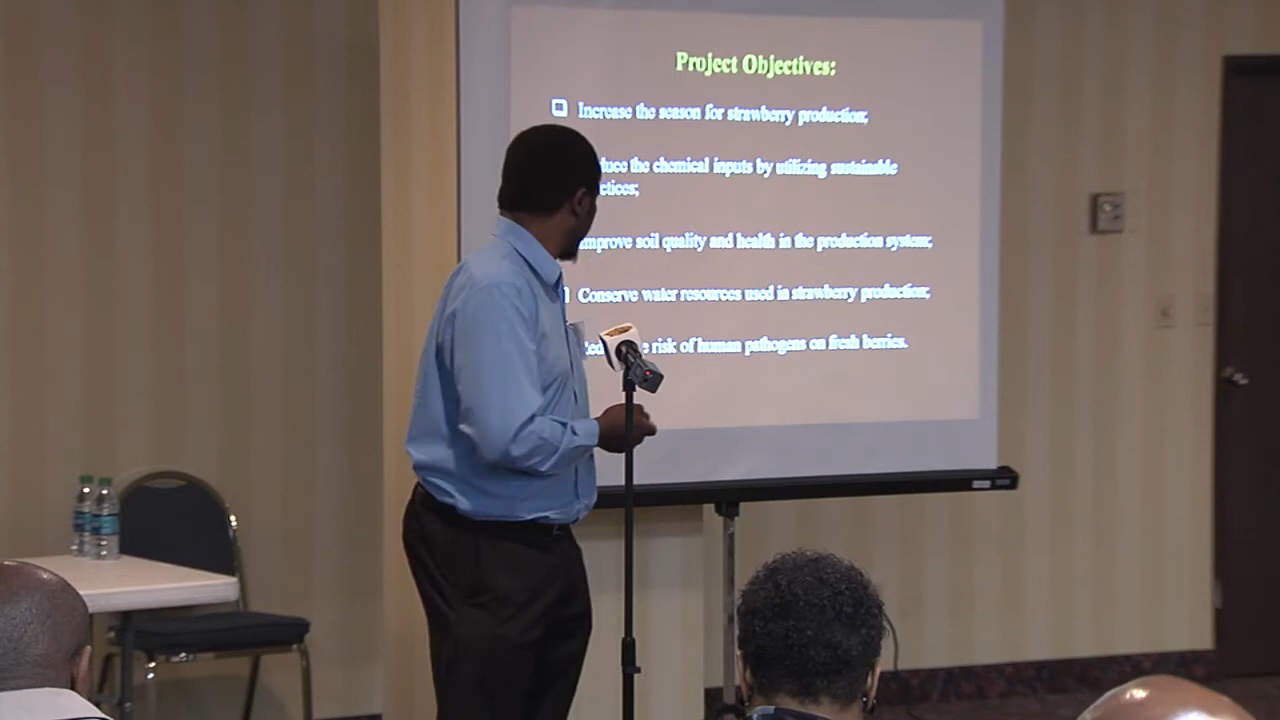 Project Objectives:
Increase the season for strawberry production;
duce the chemical inputs by utilizing sustainable
ctices;
Improve soil quality and health in the production system;
Conserve water resources used in strawberry production;
risk of human pathogens on fresh berries.